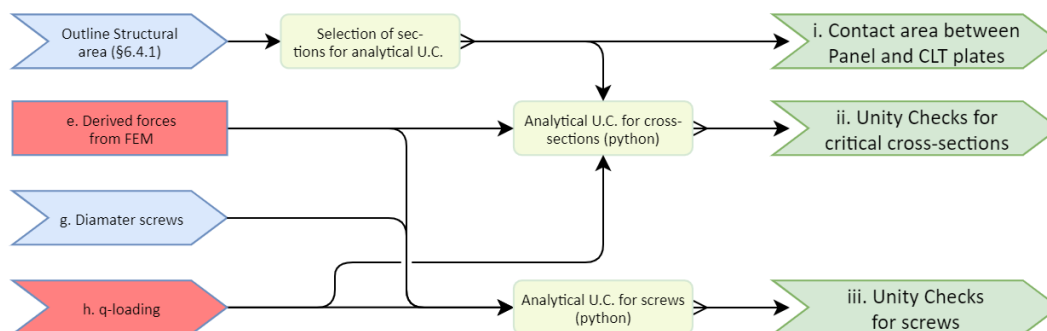 Outline Structural
area (§6.4.1)
Selection of sec-
tions for analytical U.C.
i. Contact area between
Panel and CLT plates
e. Derived forces
from FEM
Analytical U.C. for cross-
sections (python)
ii. Unity Checks for
critical cross-sections
g. Diamater screws
h. q-loading
Analytical U.C. for screws
(python)
iii. Unity Checks
for screws